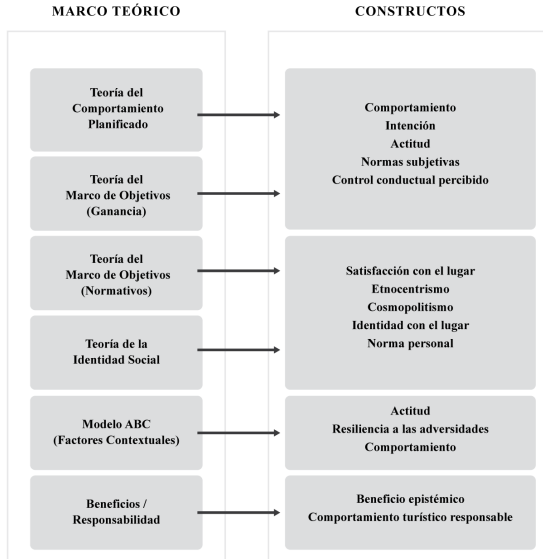 MARCO TEÓRICO
CONSTRUCTOS
Teoría del
Comportamiento
Planificado
Teoría del
Marco de Objetivos
(Ganancia)
Comportamiento
Intención
Actitud
Normas subjetivas
Control conductual percibido
Teoría del
Marco de Objetivos
(Normativos)
Teoría de la
Identidad Social
Satisfacción con el lugar
Etnocentrismo
Cosmopolitismo
Identidad con el lugar
Norma personal
Modelo ABC
(Factores Contextuales)
Actitud
Resiliencia a las adversidades
Comportamiento
Beneficios /
Responsabilidad
Beneficio epistémico
Comportamiento turístico responsable